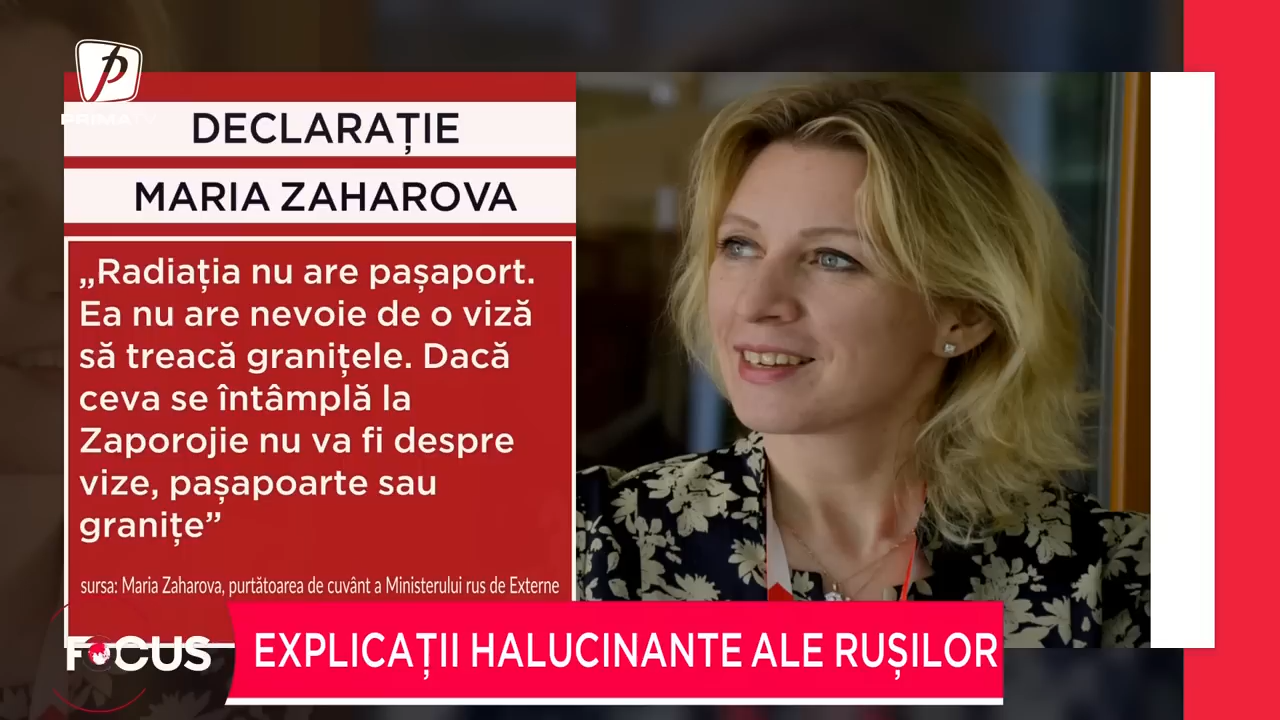 PRIMA TV
DECLARAȚIE
MARIA ZAHAROVA
„Radiația nu are pașaport.
Ea nu are nevoie de o viză
să treacă granițele. Dacă
ceva se întâmplă la
Zaporojie nu va fi despre
vize, pașapoarte sau
granițe”
sursa: Maria Zaharova, purtătoarea de cuvânt a Ministerului rus de Externe
FOCUS
EXPLICAȚII HALUCINANTE ALE RUȘILOR